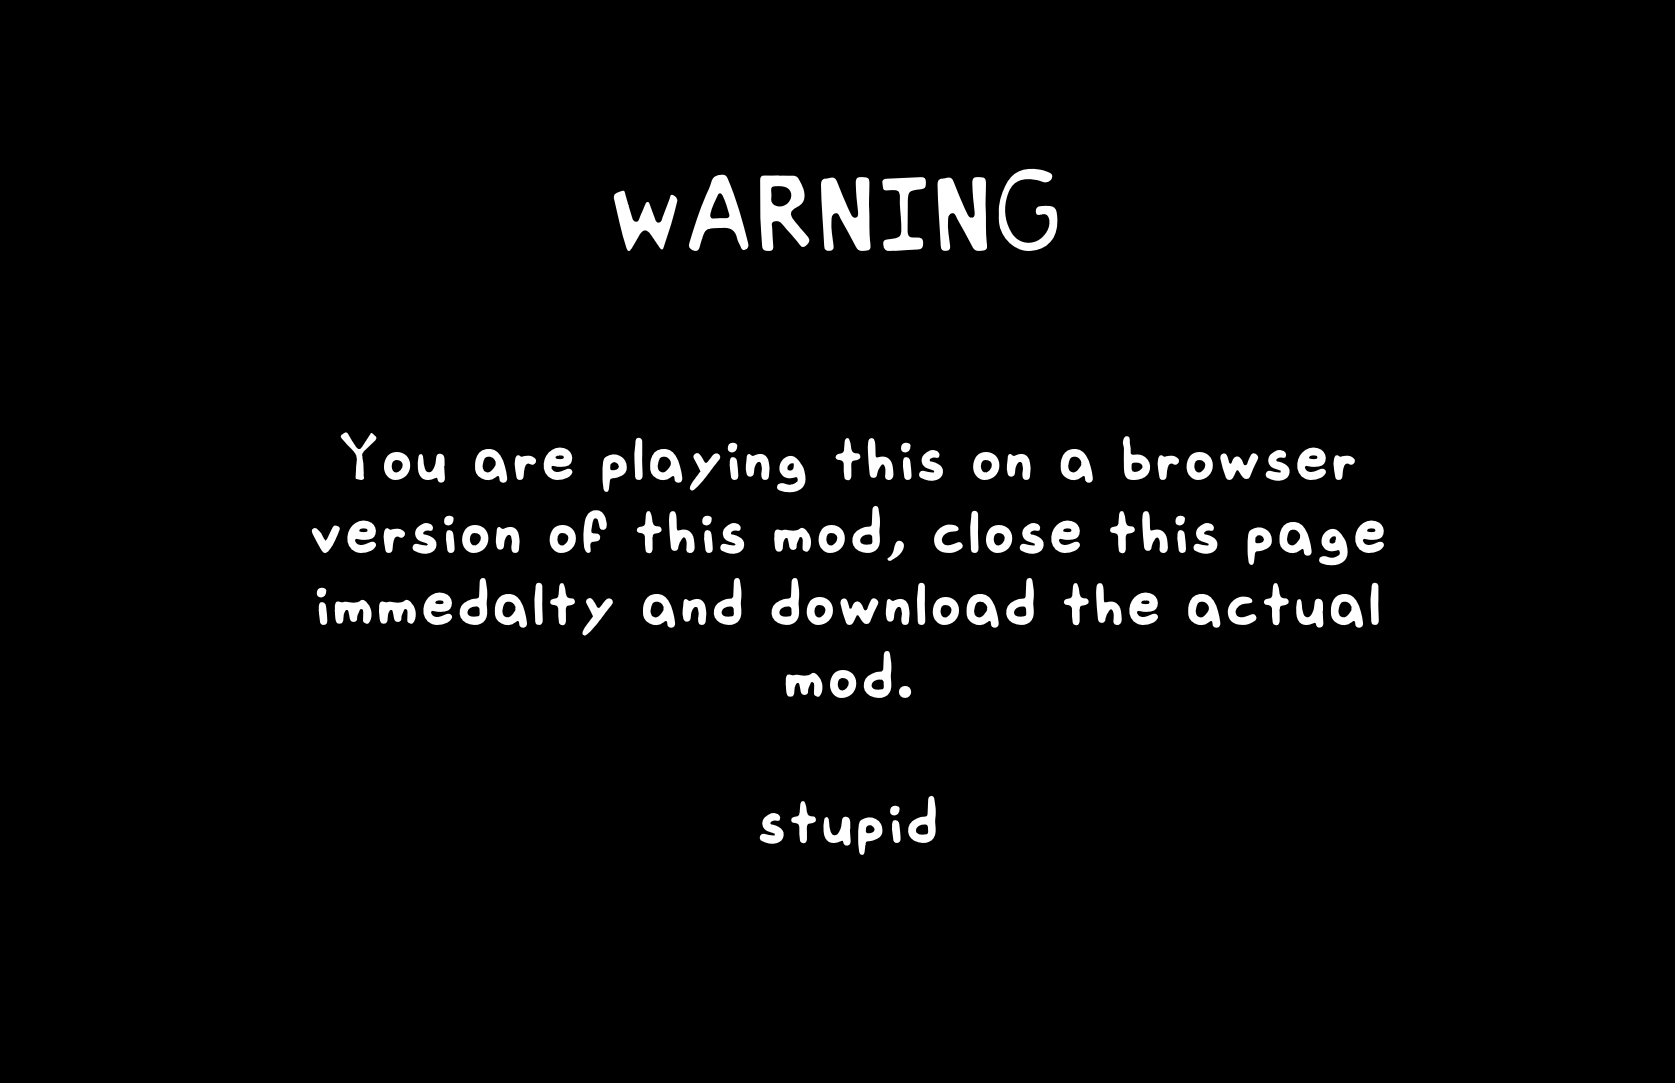 wARNING
You are playing this on a browser
version of this mod, close this page
immedalty and download the actual
mod.
stupid